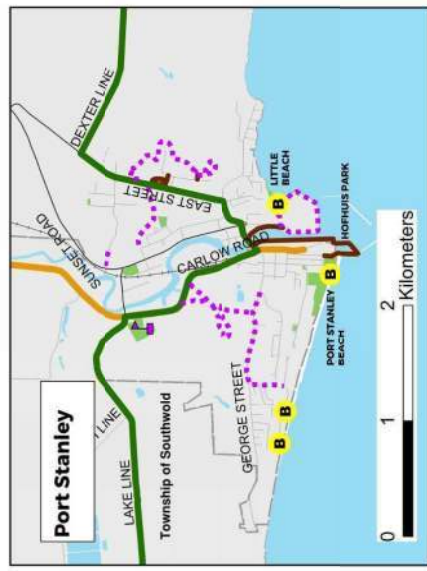 Port Stanley
DEXTER LINE
SUNSET ROAD
EAST STREET
LAKE LINE
CARLOW ROAD
Township of Southwold
GEORGE STREET
LITTLE
BEACH
B
HOFHUIS PARK
PORT STANLEY
BEACH
B
B
B
0
1
2
Kilometers